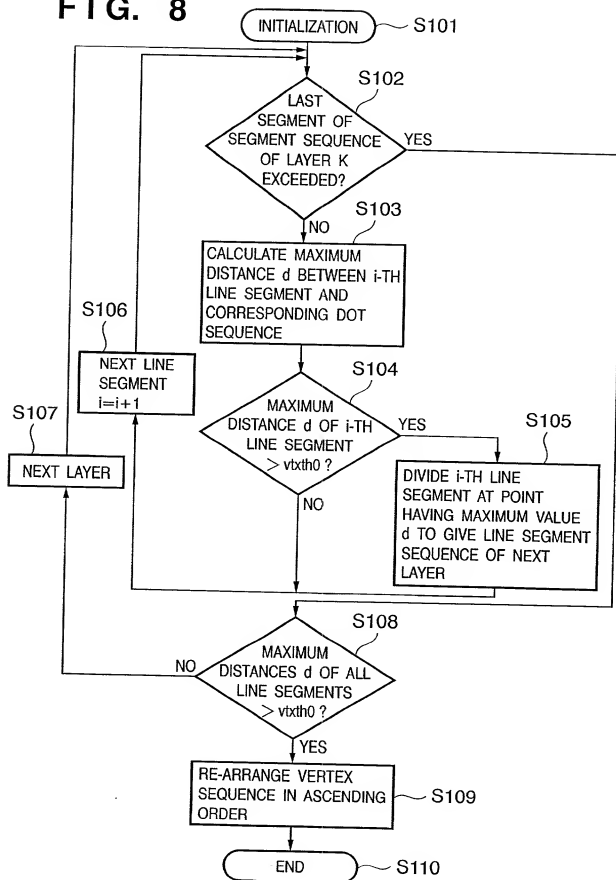 FIG. 8
INITIALIZATION
S101
S102
LAST
SEGMENT OF
SEGMENT SEQUENCE
OF LAYER K
EXCEEDED?
YES
NO
S103
CALCULATE MAXIMUM
DISTANCE d BETWEEN i-TH
LINE SEGMENT AND
CORRESPONDING DOT
SEQUENCE
S106
NEXT LINE
SEGMENT
i=i+1
S104
MAXIMUM
DISTANCE d OF i-TH
LINE SEGMENT
> vtxth0 ?
YES
NO
S107
NEXT LAYER
S105
DIVIDE i-TH LINE
SEGMENT AT POINT
HAVING MAXIMUM VALUE
d TO GIVE LINE SEGMENT
SEQUENCE OF NEXT
LAYER
S108
MAXIMUM
DISTANCES d OF ALL
LINE SEGMENTS
> vtxth0 ?
NO
YES
RE-ARRANGE VERTEX
SEQUENCE IN ASCENDING
ORDER
S109
END
S110